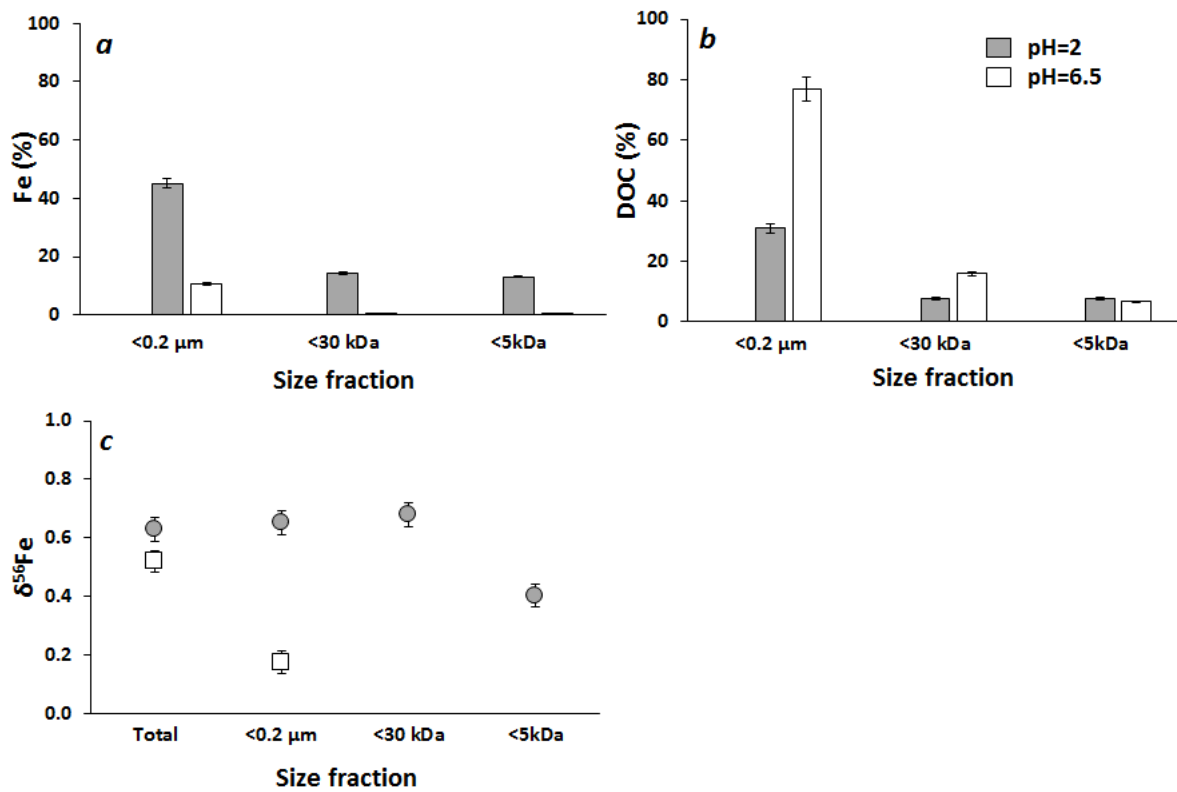 a
100
80
60
40
20
0
Fe (%)
<0.2 μm <30 kDa <5kDa
Size fraction
b
100
80
60
40
20
0
DOC (%)
pH=2
pH=6.5
<0.2 μm <30 kDa <5kDa
Size fraction
c
1.0
0.8
0.6
0.4
0.2
0.0
δ⁵⁶Fe
Total <0.2 μm <30 kDa <5kDa
Size fraction